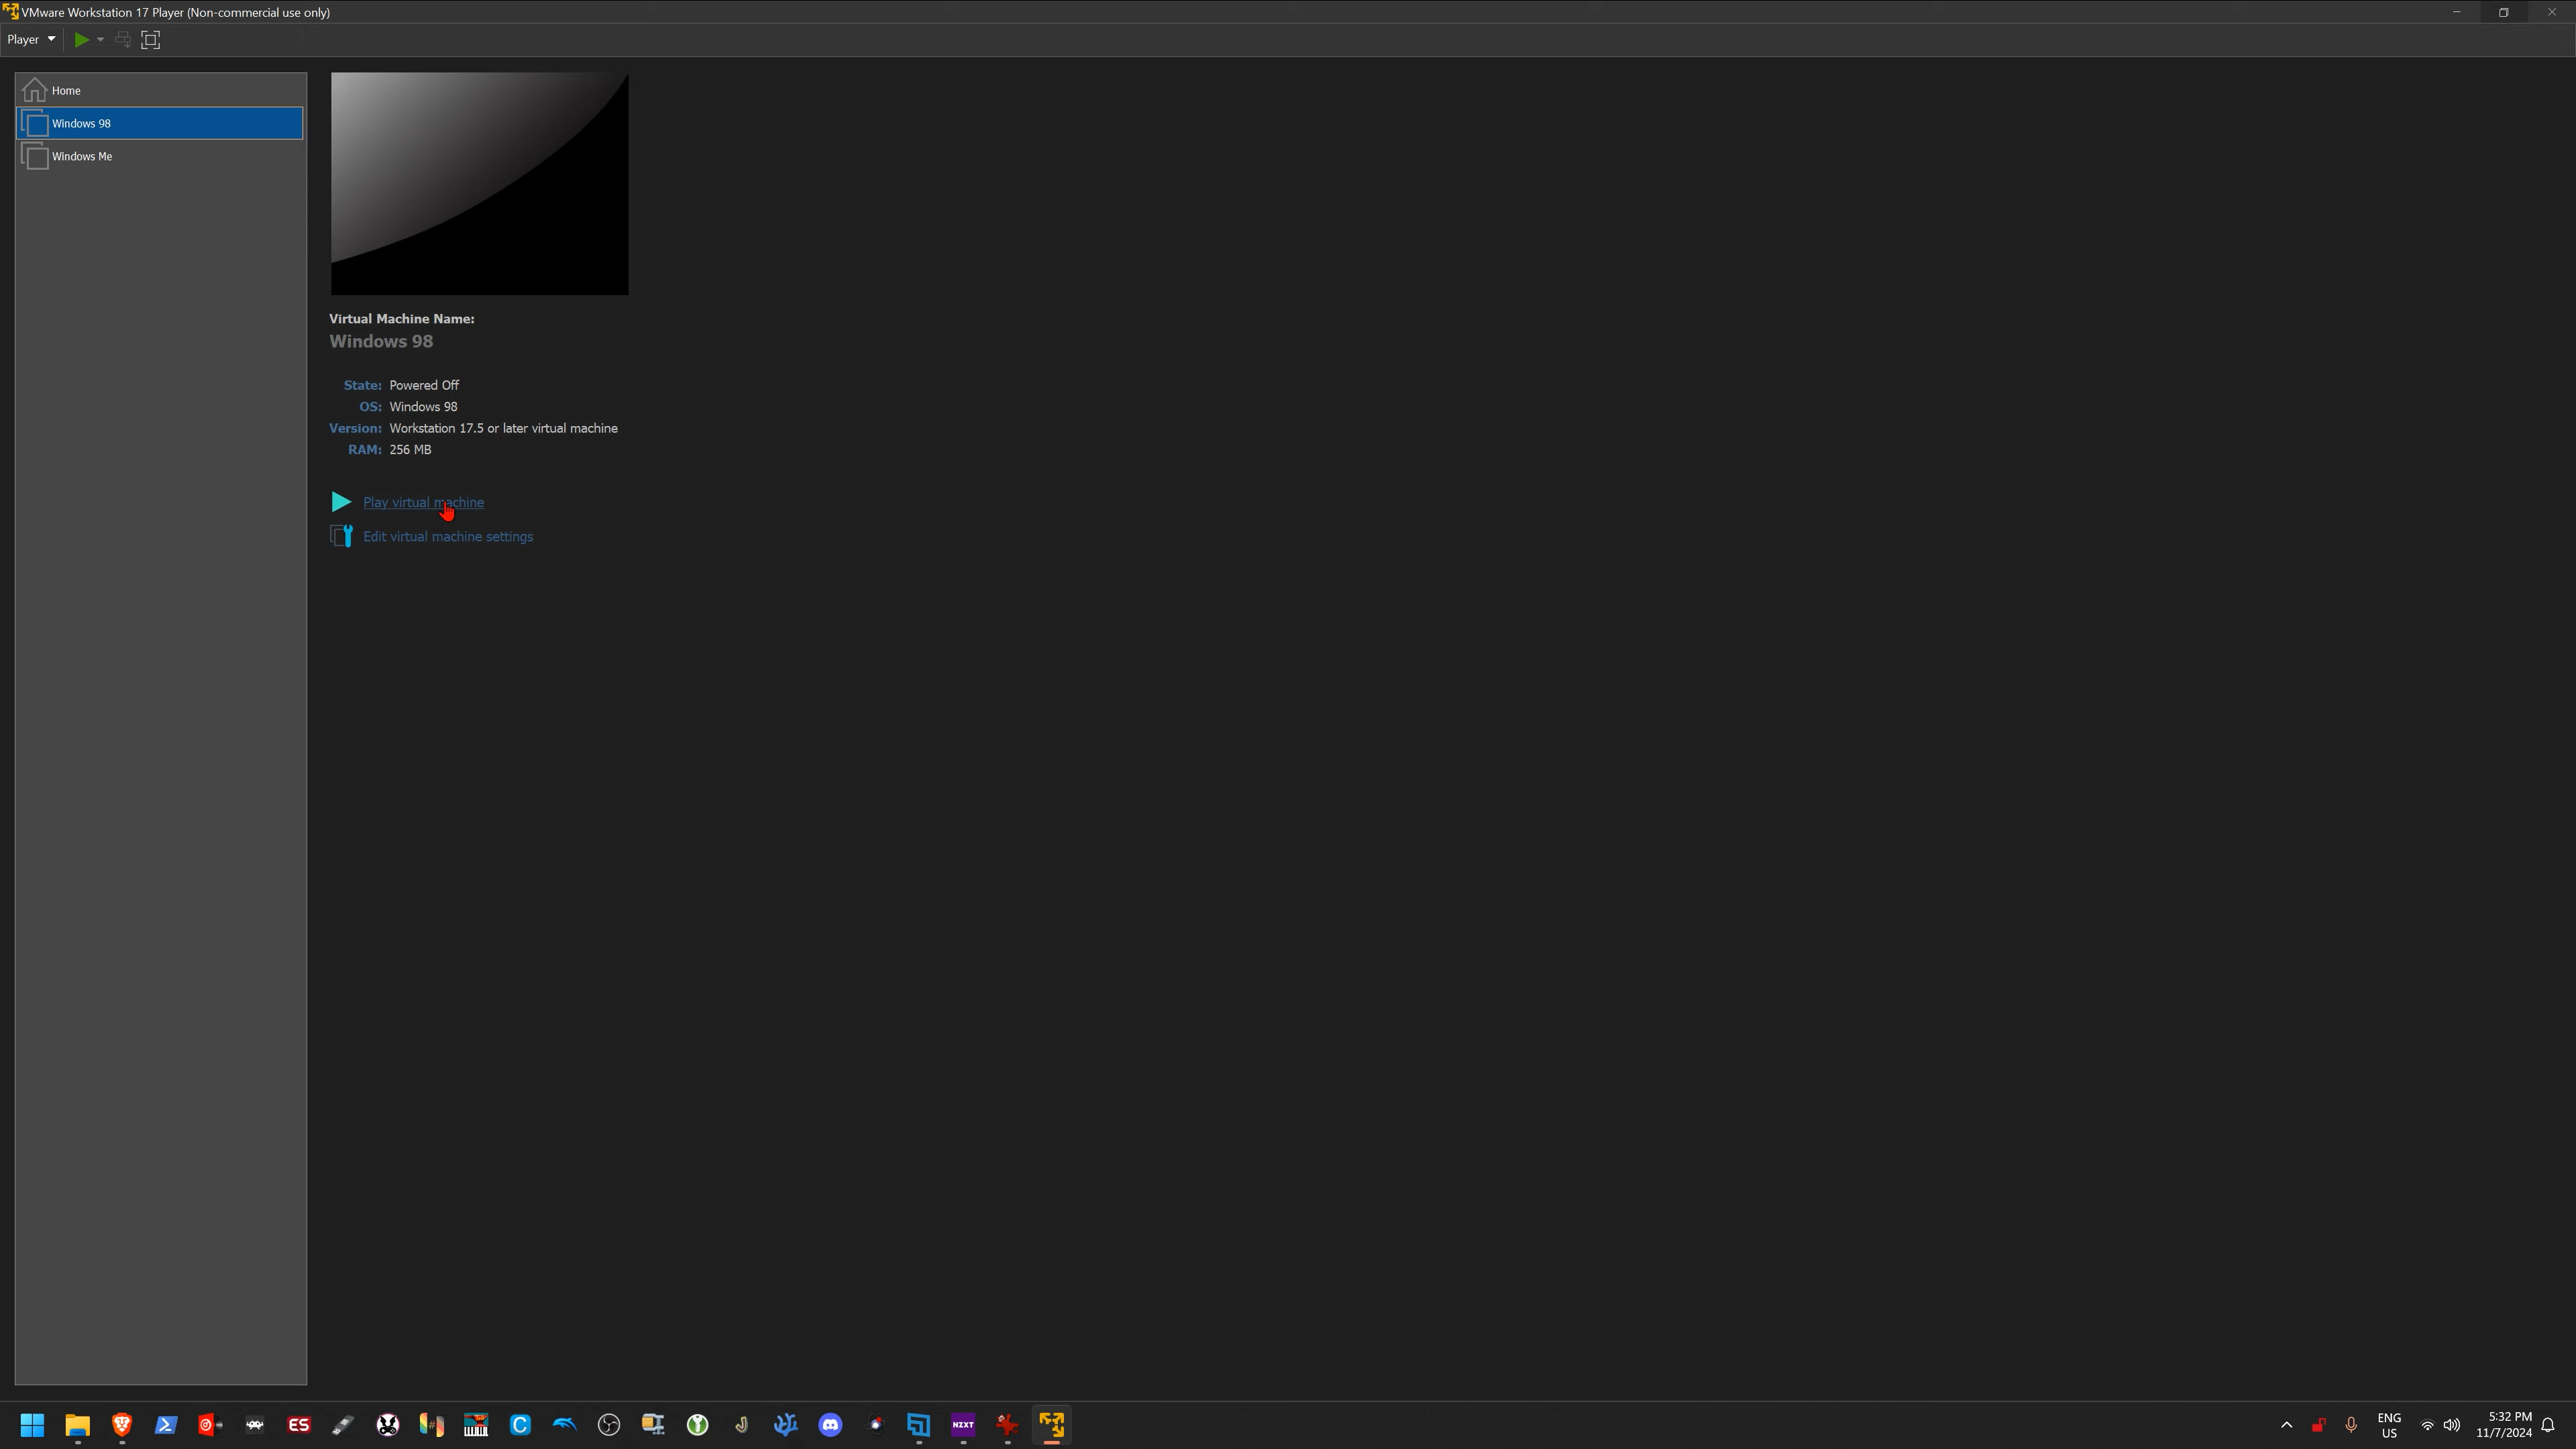 VMware Workstation 17 Player (Non-commercial use only)
Player
Home
Windows 98
Windows Me
Virtual Machine Name:
Windows 98
State: Powered Off
OS: Windows 98
Version: Workstation 17.5 or later virtual machine
RAM: 256 MB
Play virtual machine
Edit virtual machine settings
ES
#
C
J
NZXT
ENG
US
5:32 PM
11/7/2024